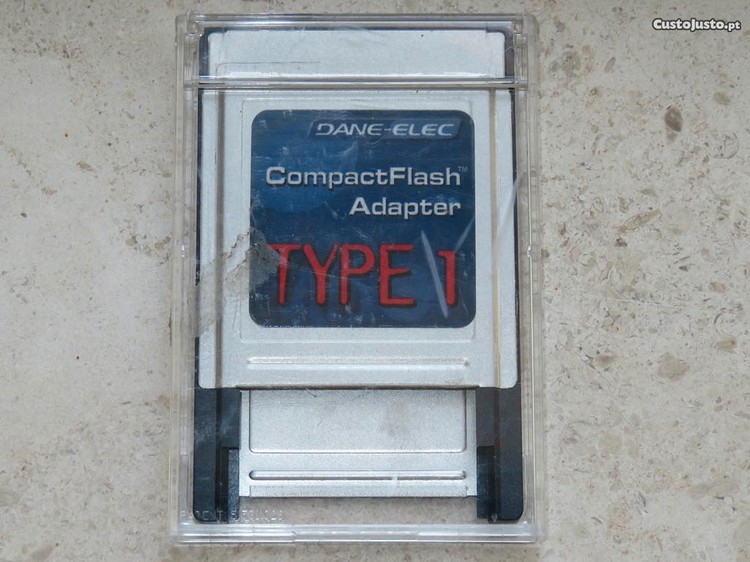 CustoJusto.pt
DANE-ELEC
CompactFlash™
Adapter
TYPE 1